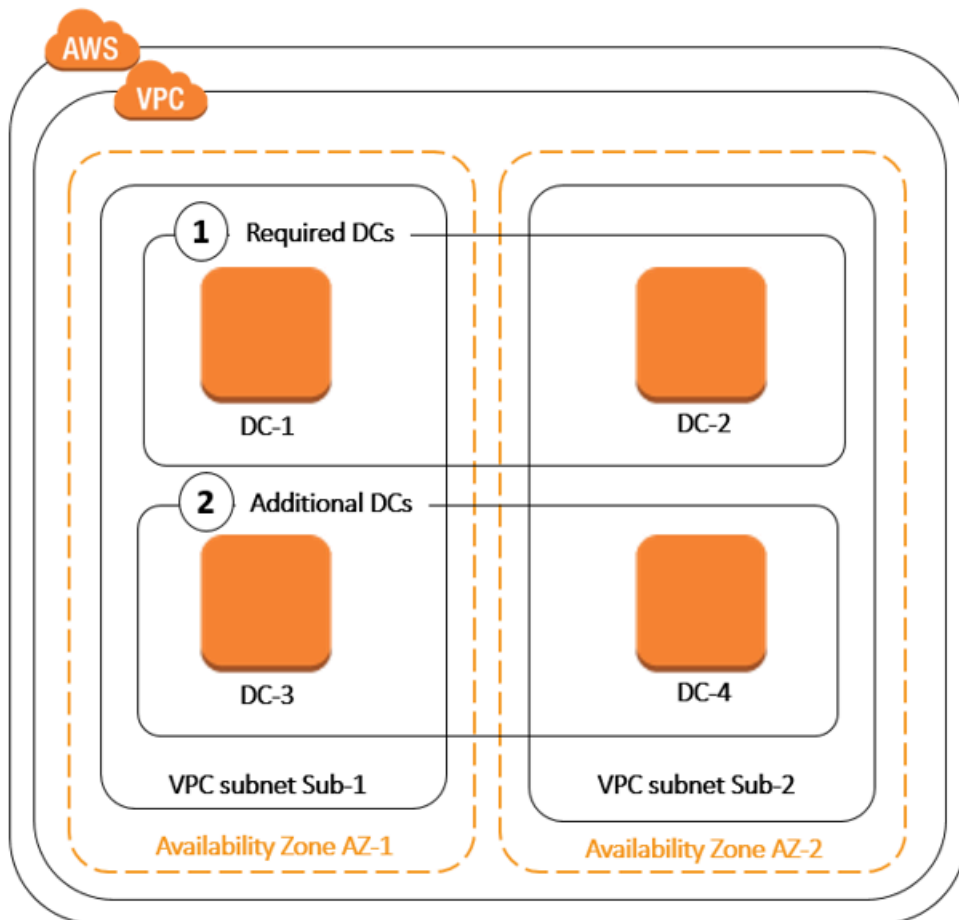 AWS
VPC
1 Required DCs
DC-1
DC-2
2 Additional DCs
DC-3
DC-4
VPC subnet Sub-1
VPC subnet Sub-2
Availability Zone AZ-1
Availability Zone AZ-2